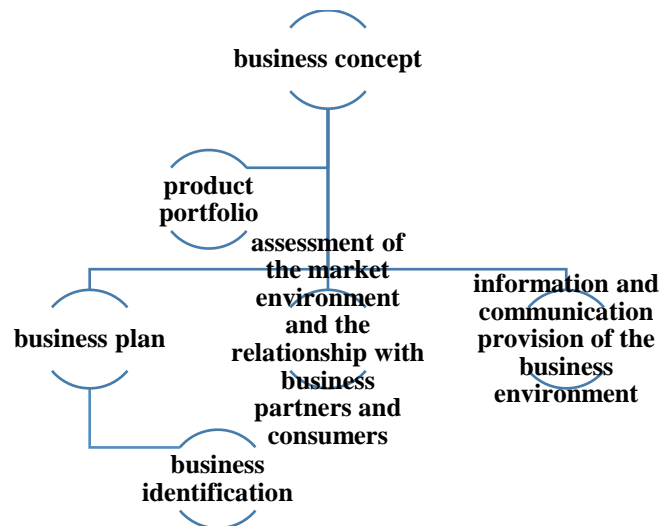 business concept
product
portfolio
assessment of
the market
environment
and the
relationship with
business
partners and
consumers
business plan
information and
communication
provision of the
business
environment
business
identification